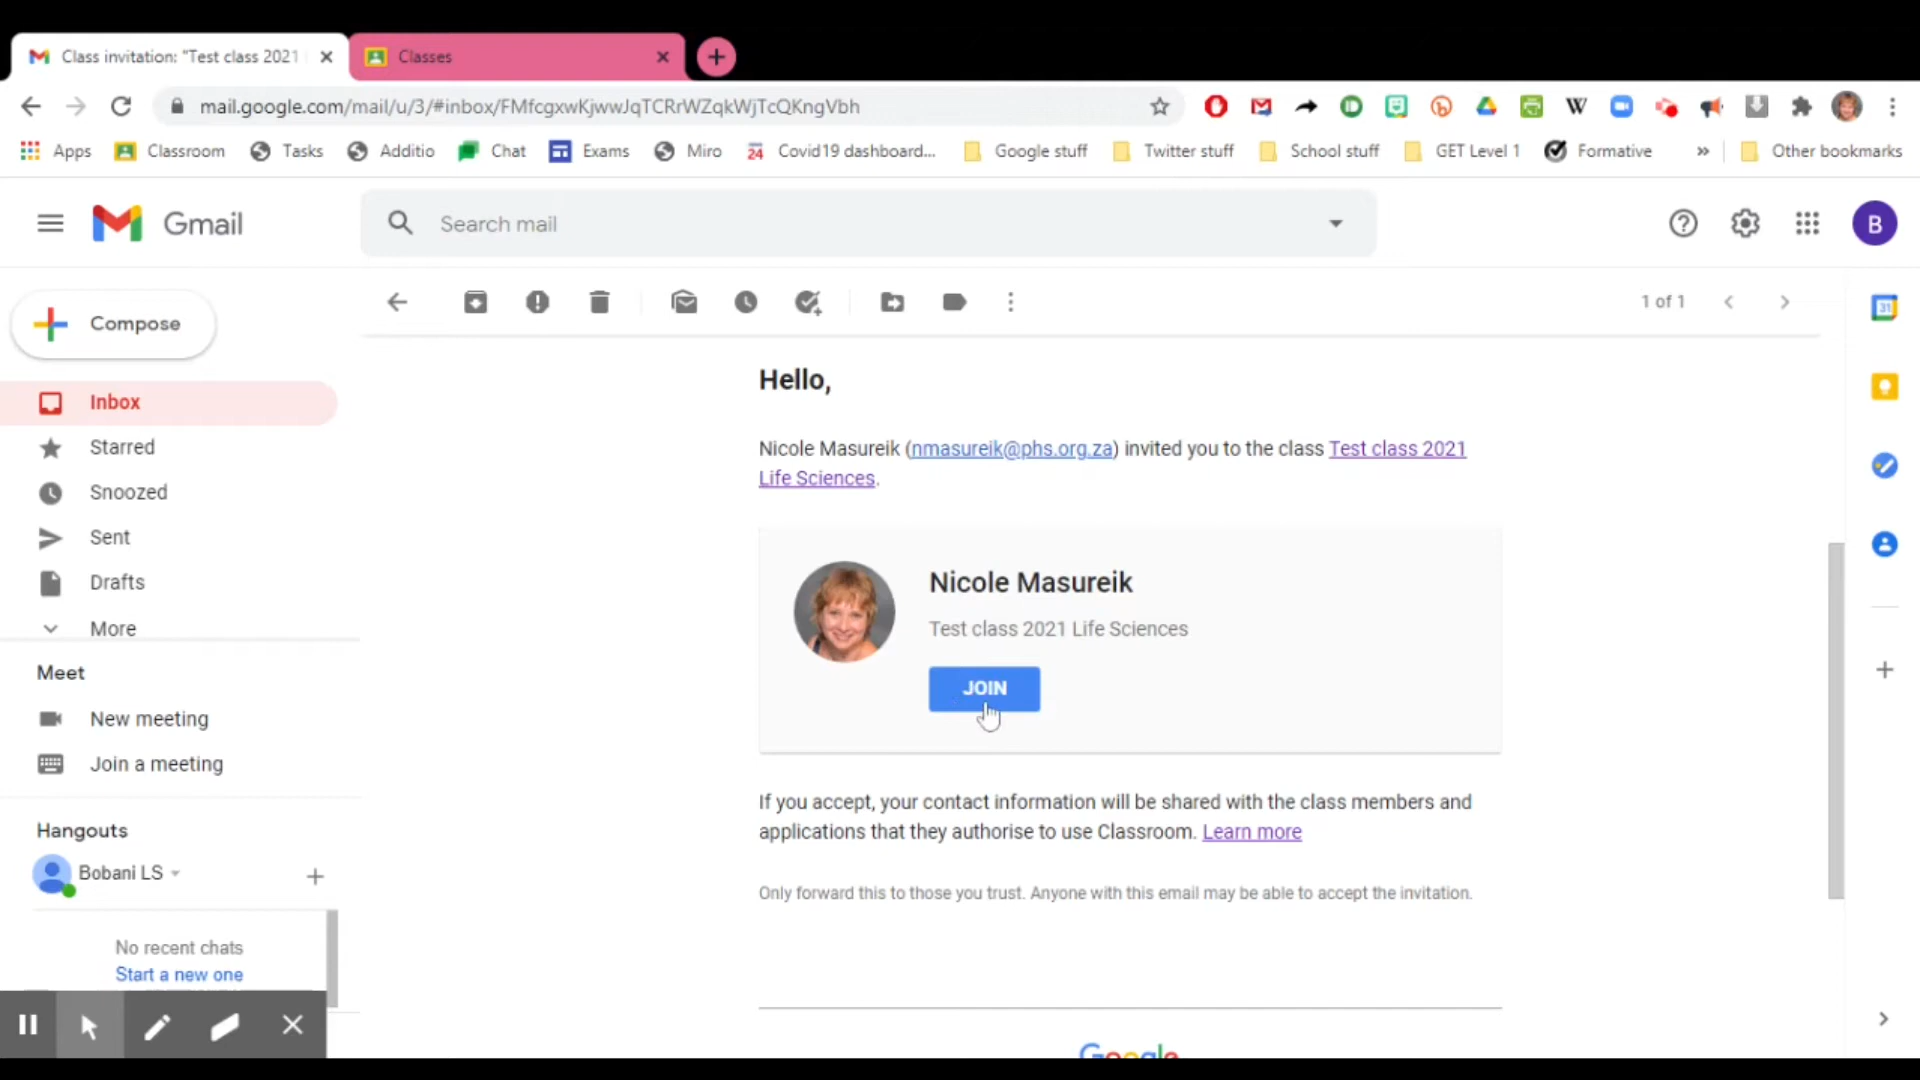 Class invitation: "Test class 2021
Classes
mail.google.com/mail/u/3/#inbox/FMfcgxwKjwwJqTCRrWZqkWjTcQKngVbh
Apps Classroom Tasks Additio Chat Exams Miro 24 Covid19 dashboard... Google stuff Twitter stuff School stuff GET Level 1 Formative » Other bookmarks
Gmail Search mail B
Compose 1 of 1
31
Inbox
Starred
Snoozed
Sent
Drafts
More
Meet
New meeting
Join a meeting
Hangouts
Bobani LS
No recent chats
Start a new one
Hello,
Nicole Masureik (nmasureik@phs.org.za) invited you to the class Test class 2021
Life Sciences.
Nicole Masureik
Test class 2021 Life Sciences
JOIN
If you accept, your contact information will be shared with the class members and
applications that they authorise to use Classroom. Learn more
Only forward this to those you trust. Anyone with this email may be able to accept the invitation.
Google